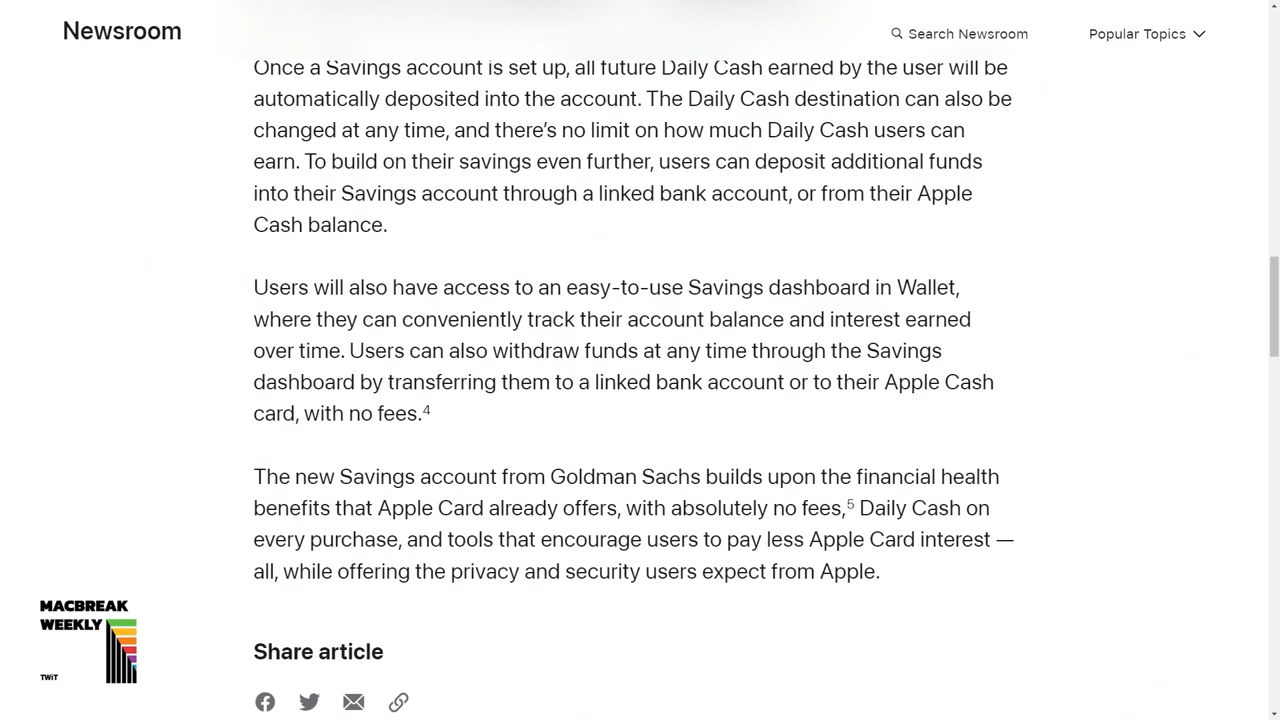 Newsroom
Search Newsroom
Popular Topics
Once a Savings account is set up, all future Daily Cash earned by the user will be
automatically deposited into the account. The Daily Cash destination can also be
changed at any time, and there’s no limit on how much Daily Cash users can
earn. To build on their savings even further, users can deposit additional funds
into their Savings account through a linked bank account, or from their Apple
Cash balance.
Users will also have access to an easy-to-use Savings dashboard in Wallet,
where they can conveniently track their account balance and interest earned
over time. Users can also withdraw funds at any time through the Savings
dashboard by transferring them to a linked bank account or to their Apple Cash
card, with no fees.⁴
The new Savings account from Goldman Sachs builds upon the financial health
benefits that Apple Card already offers, with absolutely no fees,⁵ Daily Cash on
every purchase, and tools that encourage users to pay less Apple Card interest —
all, while offering the privacy and security users expect from Apple.
MACBREAK
WEEKLY
TWiT
Share article